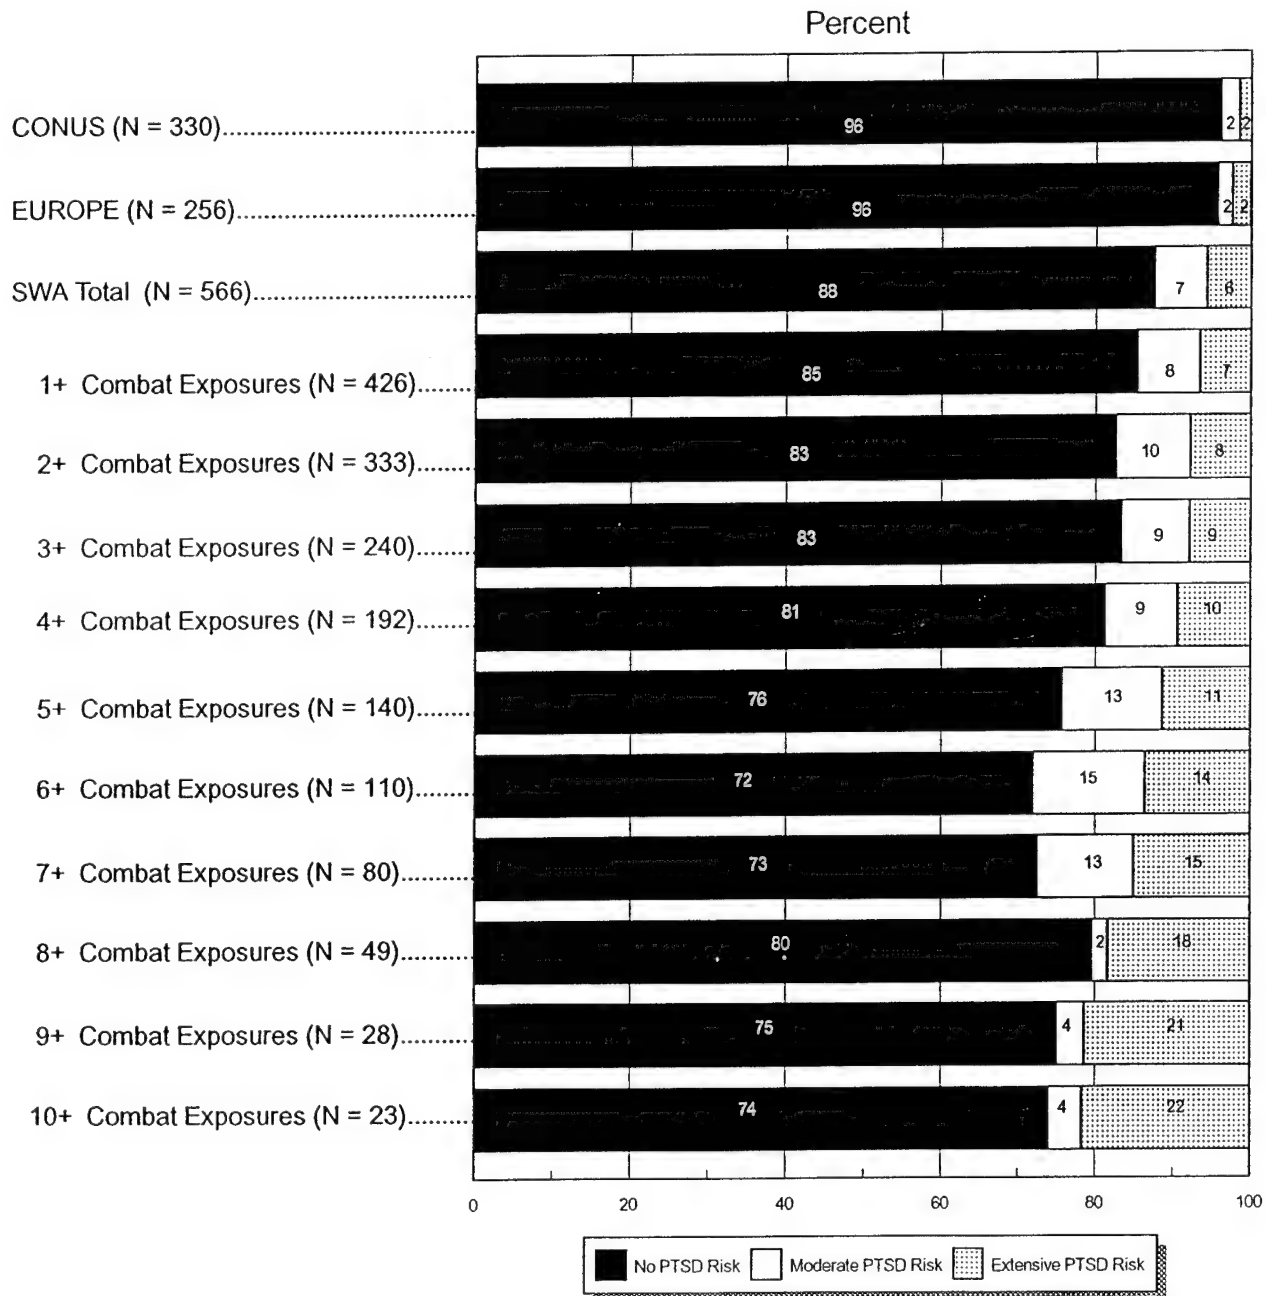 Percent
CONUS (N = 330)........................ 96 2 2
EUROPE (N = 256)........................ 96 2 2
SWA Total (N = 566)........................ 88 7 6
1+ Combat Exposures (N = 426)........ 85 8 7
2+ Combat Exposures (N = 333)........ 83 10 8
3+ Combat Exposures (N = 240)........ 83 9 9
4+ Combat Exposures (N = 192)........ 81 9 10
5+ Combat Exposures (N = 140)........ 76 13 11
6+ Combat Exposures (N = 110)........ 72 15 14
7+ Combat Exposures (N = 80).......... 73 13 15
8+ Combat Exposures (N = 49).......... 80 2 18
9+ Combat Exposures (N = 28).......... 75 4 21
10+ Combat Exposures (N = 23)......... 74 4 22
0 20 40 60 80 100
No PTSD Risk Moderate PTSD Risk Extensive PTSD Risk